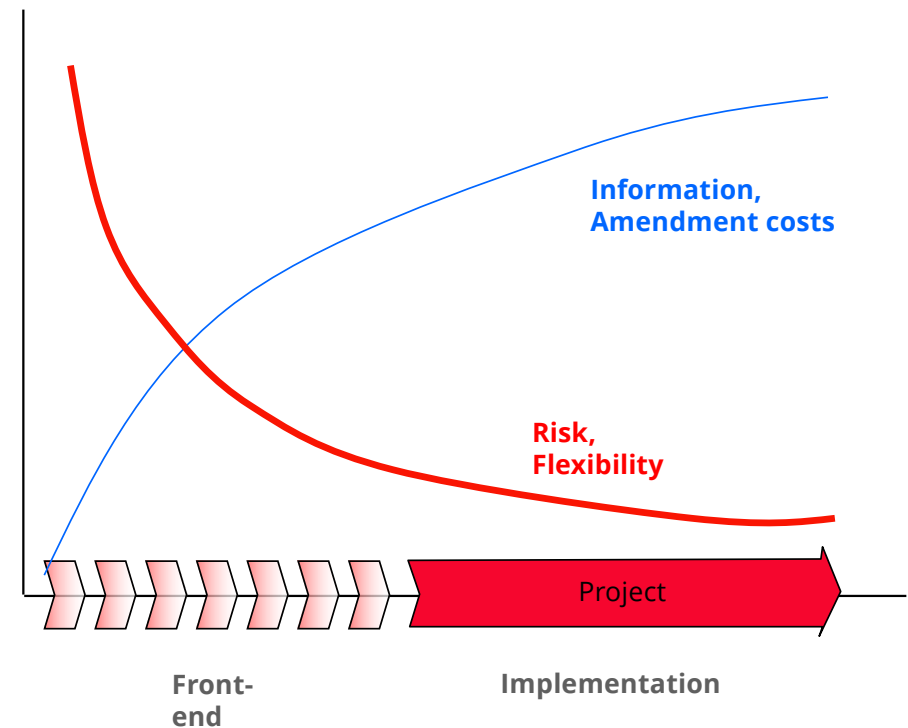 Information,
Amendment costs
Risk,
Flexibility
Project
Front-
end
Implementation